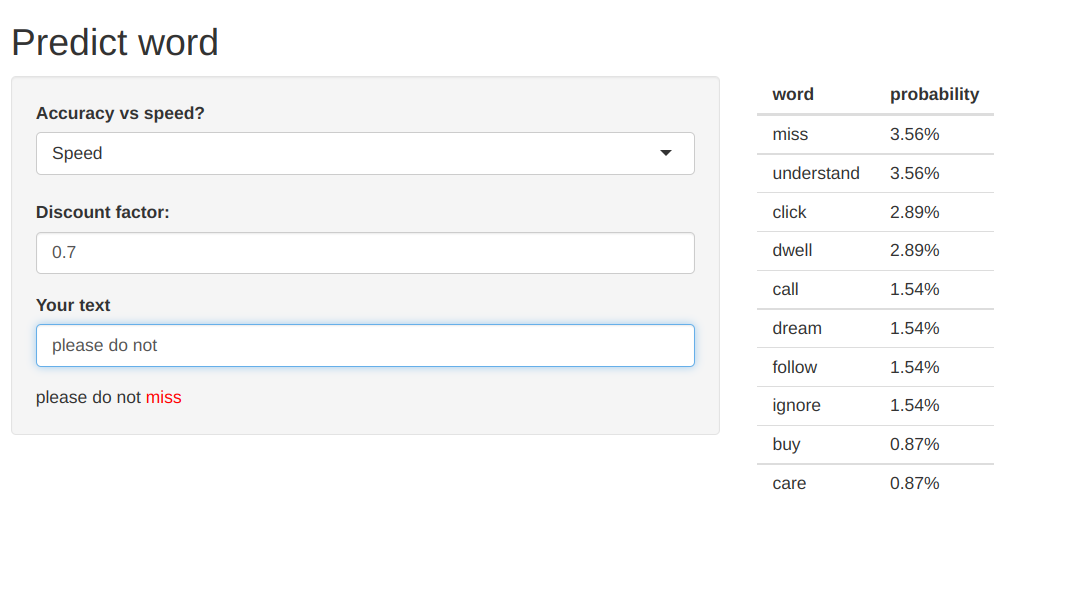 Predict word
Accuracy vs speed?
Speed
Discount factor:
0.7
Your text
please do not
please do not miss
word probability
miss 3.56%
understand 3.56%
click 2.89%
dwell 2.89%
call 1.54%
dream 1.54%
follow 1.54%
ignore 1.54%
buy 0.87%
care 0.87%